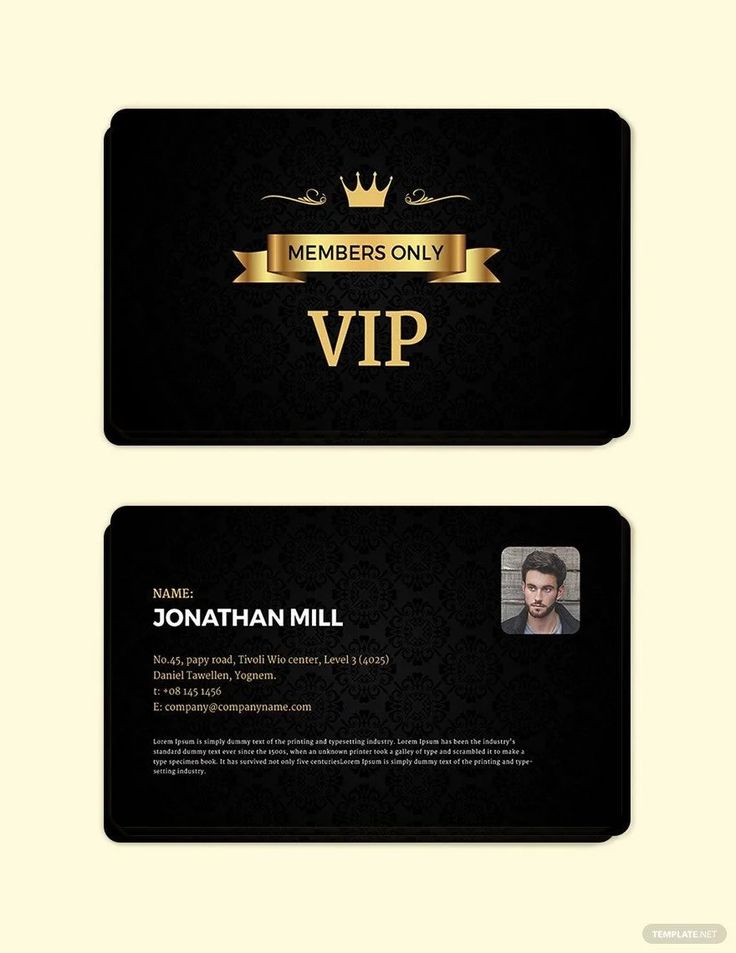 MEMBERS ONLY
VIP
NAME:
JONATHAN MILL
No.45, papy road, Tivoli Wio center, Level 3 (4025)
Daniel Tawellen, Yognem.
t: +08 145 1456
E: company@companyname.com
Lorem Ipsum is simply dummy text of the printing and typesetting industry. Lorem Ipsum has been the industry's
standard dummy text ever since the 1500s, when an unknown printer took a galley of type and scrambled it to make a
type specimen book. It has survived not only five centuriesLorem Ipsum is simply dummy text of the printing and type-
setting industry.
TEMPLATE.NET